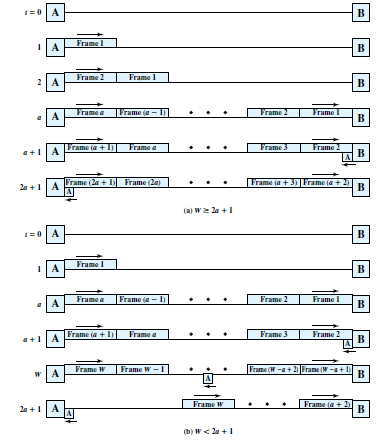 t = 0 A B
1 A Frame 1 B
2 A Frame 2 Frame 1 B
a A Frame a Frame (a – 1) • • • Frame 2 Frame 1 B
a + 1 A Frame (a + 1) Frame a • • • Frame 3 Frame 2 A B
2a + 1 A Frame (2a + 1) Frame (2a) • • • Frame (a + 3) Frame (a + 2) B
A
(a) W ≥ 2a + 1
t = 0 A B
1 A Frame 1 B
a A Frame a Frame (a – 1) • • • Frame 2 Frame 1 B
a + 1 A Frame (a + 1) Frame a • • • Frame 3 Frame 2 A B
W A Frame W Frame W – 1 • • • Frame (W –a + 2) Frame (W –a + 1) B
A
2a + 1 A A Frame W • • • Frame (a + 2) B
(b) W < 2a + 1